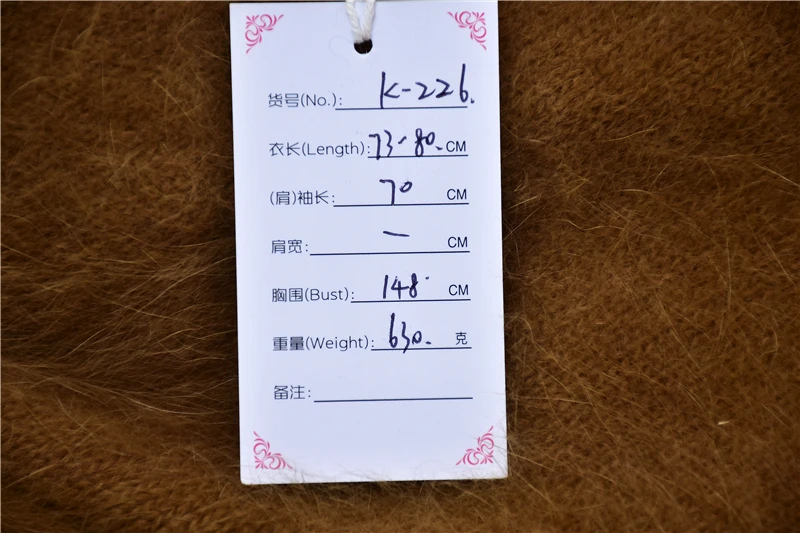 货号(No.): K-226.
衣长(Length): 73-80. CM
(肩)袖长: 70 CM
肩宽: — CM
胸围(Bust): 148 CM
重量(Weight): 630. 克
备注: